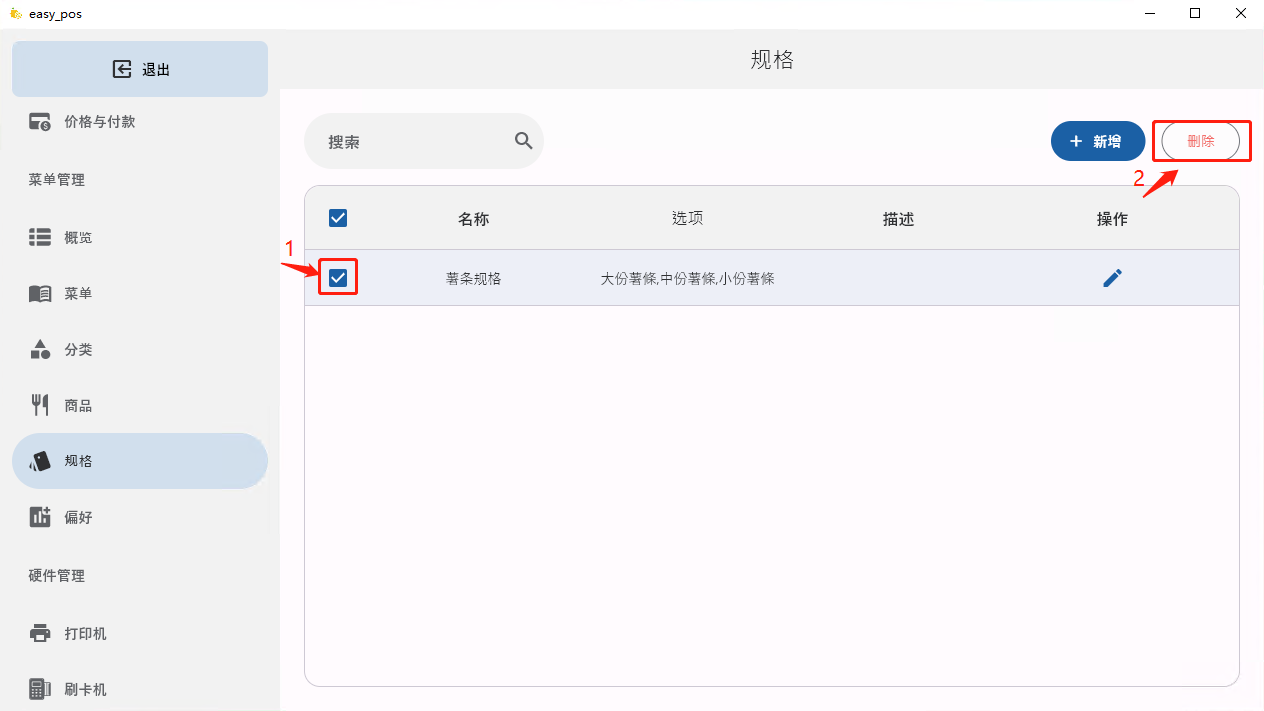 easy_pos
退出
价格与付款
菜单管理
概览
菜单
分类
商品
规格
偏好
硬件管理
打印机
刷卡机
规格
搜索
新增
删除
2
名称 选项 描述 操作
1
薯条规格 大份薯條,中份薯條,小份薯條